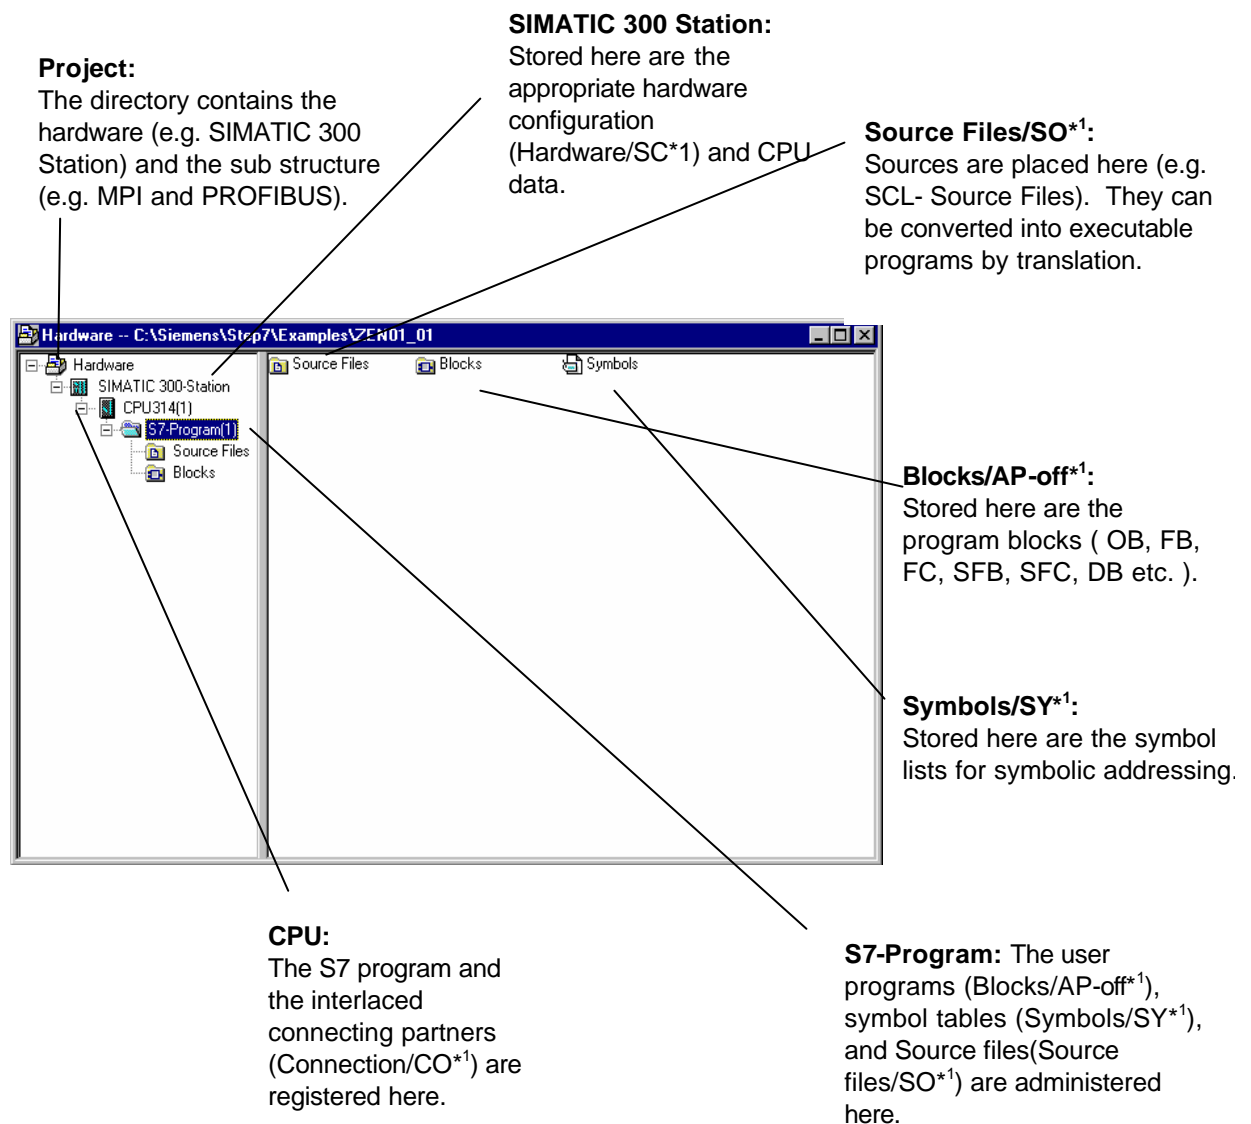 SIMATIC 300 Station:
Stored here are the
appropriate hardware
configuration
(Hardware/SC*1) and CPU
data.
Project:
The directory contains the
hardware (e.g. SIMATIC 300
Station) and the sub structure
(e.g. MPI and PROFIBUS).
Source Files/SO*1:
Sources are placed here (e.g.
SCL- Source Files).  They can
be converted into executable
programs by translation.
Hardware -- C:\Siemens\Step7\Examples\ZEN01_01
Hardware
SIMATIC 300-Station
CPU314(1)
S7-Program(1)
Source Files
Blocks
Source Files
Blocks
Symbols
Blocks/AP-off*1:
Stored here are the
program blocks ( OB, FB,
FC, SFB, SFC, DB etc. ).
Symbols/SY*1:
Stored here are the symbol
lists for symbolic addressing.
CPU:
The S7 program and
the interlaced
connecting partners
(Connection/CO*1) are
registered here.
S7-Program: The user
programs (Blocks/AP-off*1),
symbol tables (Symbols/SY*1),
and Source files(Source
files/SO*1) are administered
here.